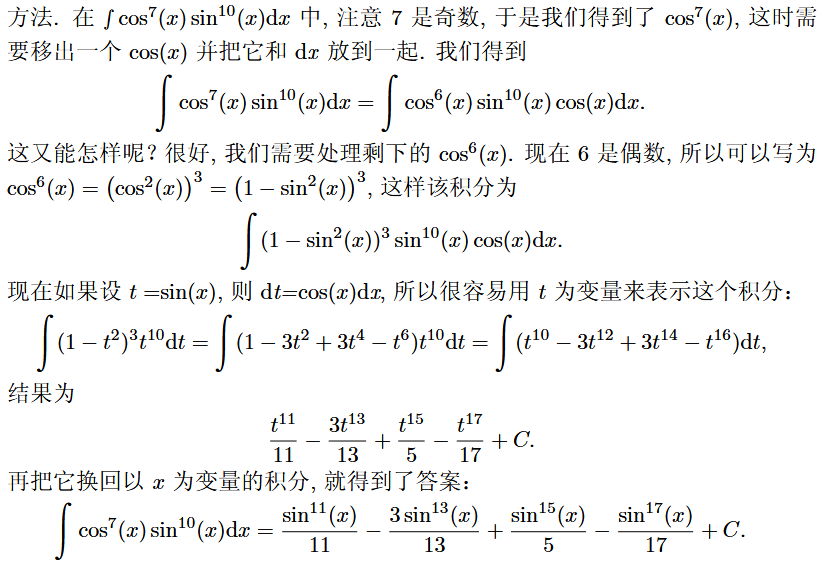 方法. 在 ∫cos⁷(x) sin¹⁰(x)dx 中, 注意 7 是奇数, 于是我们得到了 cos⁷(x), 这时需
要移出一个 cos(x) 并把它和 dx 放到一起. 我们得到
∫ cos⁷(x) sin¹⁰(x)dx = ∫ cos⁶(x) sin¹⁰(x) cos(x)dx.
这又能怎样呢? 很好, 我们需要处理剩下的 cos⁶(x). 现在 6 是偶数, 所以可以写为
cos⁶(x) = (cos²(x))³ = (1 − sin²(x))³, 这样该积分为
∫ (1 − sin²(x))³ sin¹⁰(x) cos(x)dx.
现在如果设 t =sin(x), 则 dt=cos(x)dx, 所以很容易用 t 为变量来表示这个积分:
∫ (1 − t²)³t¹⁰dt = ∫ (1 − 3t² + 3t⁴ − t⁶)t¹⁰dt = ∫ (t¹⁰ − 3t¹² + 3t¹⁴ − t¹⁶)dt,
结果为
t¹¹/11 − 3t¹³/13 + t¹⁵/5 − t¹⁷/17 + C.
再把它换回以 x 为变量的积分, 就得到了答案:
∫ cos⁷(x) sin¹⁰(x)dx = sin¹¹(x)/11 − 3 sin¹³(x)/13 + sin¹⁵(x)/5 − sin¹⁷(x)/17 + C.